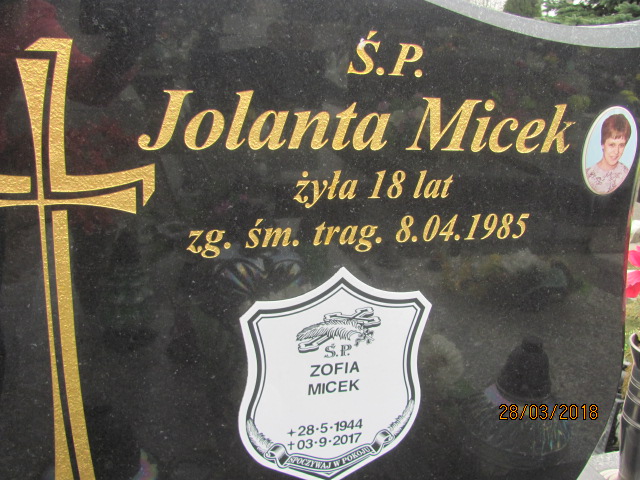 Ś.P.
Jolanta Micek
żyła 18 lat
zg. śm. trag. 8.04.1985
Ś.P.
ZOFIA
MICEK
+28-5-1944
+03-9-2017
SPOCZYWAJ W POKOJU
28/03/2018